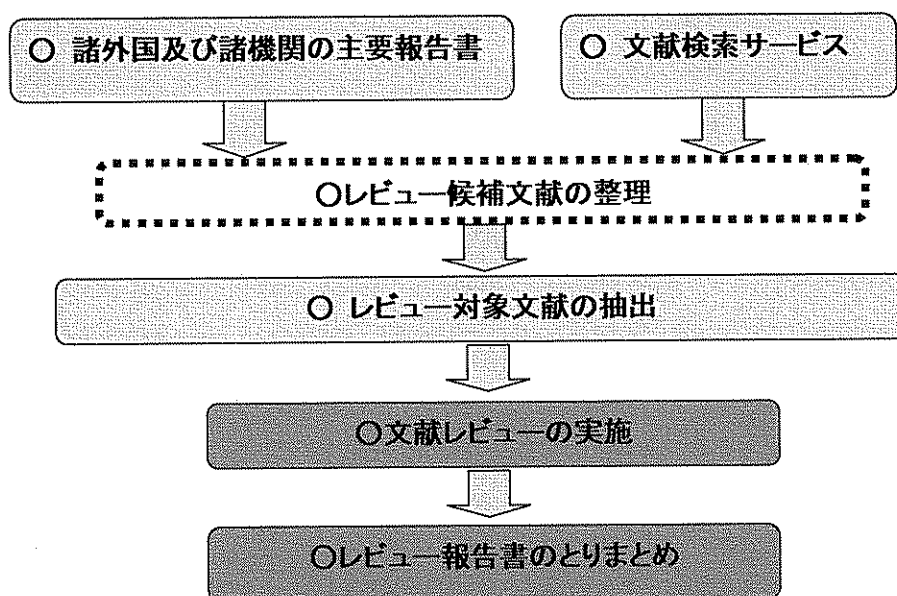 ○ 諸外国及び諸機関の主要報告書
○ 文献検索サービス
○レビュー候補文献の整理
○ レビュー対象文献の抽出
○文献レビューの実施
○レビュー報告書のとりまとめ